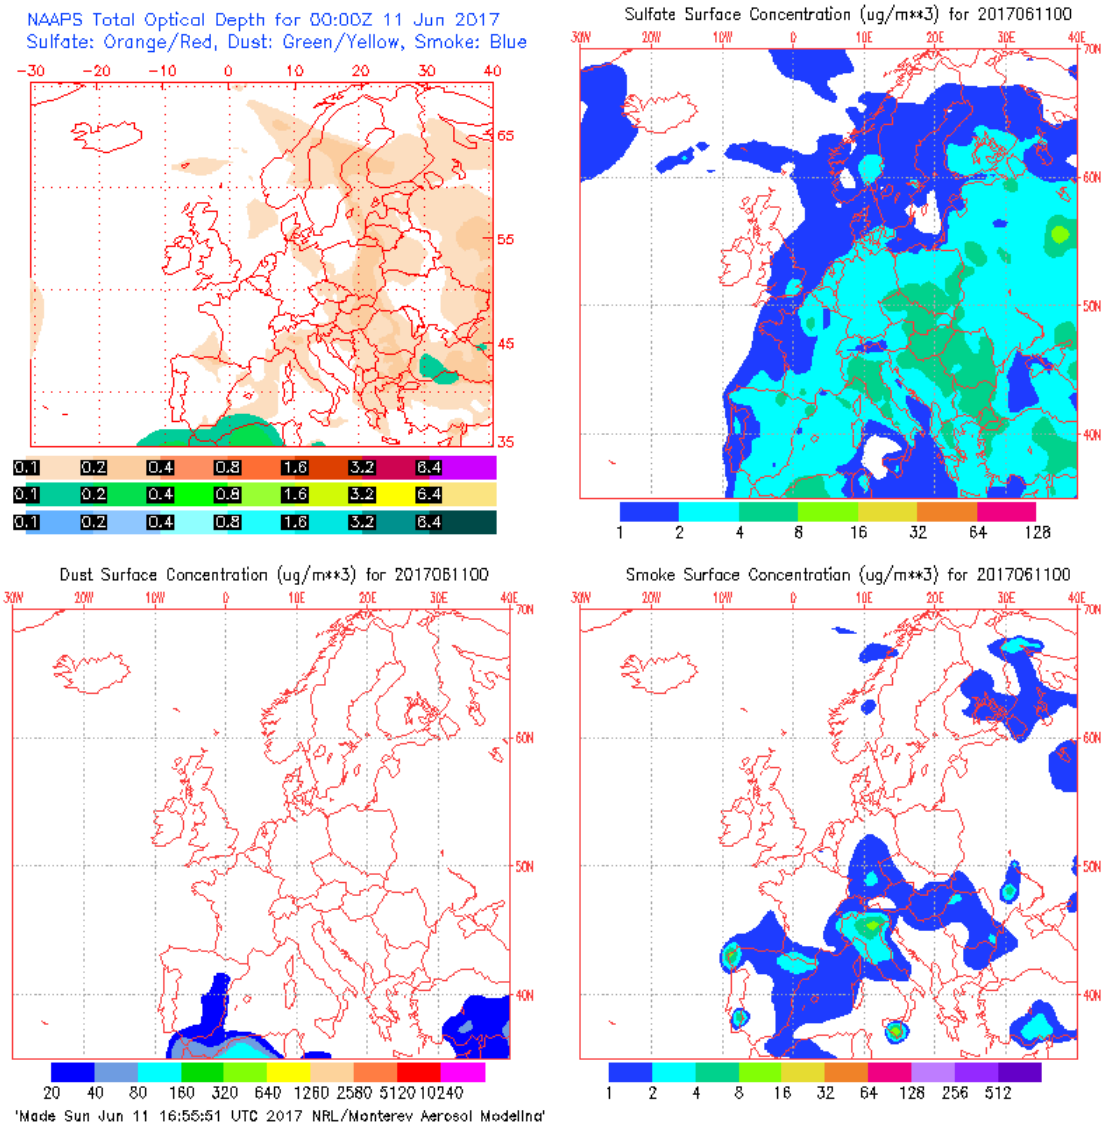 NAAPS Total Optical Depth for 00:00Z 11 Jun 2017
Sulfate: Orange/Red, Dust: Green/Yellow, Smoke: Blue
-30 -20 -10 0 10 20 30 40
65
55
45
35
0.1 0.2 0.4 0.8 1.6 3.2 6.4
0.1 0.2 0.4 0.8 1.6 3.2 6.4
0.1 0.2 0.4 0.8 1.6 3.2 6.4
Sulfate Surface Concentration (ug/m**3) for 2017061100
30W 20W 10W 0 10E 20E 30E 40E
70N
60N
50N
40N
1 2 4 8 16 32 64 128
Dust Surface Concentration (ug/m**3) for 2017061100
30W 20W 10W 0 10E 20E 30E 40E
70N
60N
50N
40N
20 40 80 160 320 640 1260 2580 512010240
Smoke Surface Concentration (ug/m**3) for 2017061100
30W 20W 10W 0 10E 20E 30E 40E
70N
60N
50N
40N
1 2 4 8 16 32 64 128 256 512
'Made Sun Jun 11 16:55:51 UTC 2017 NRL/Monterey Aerosol Modeling'